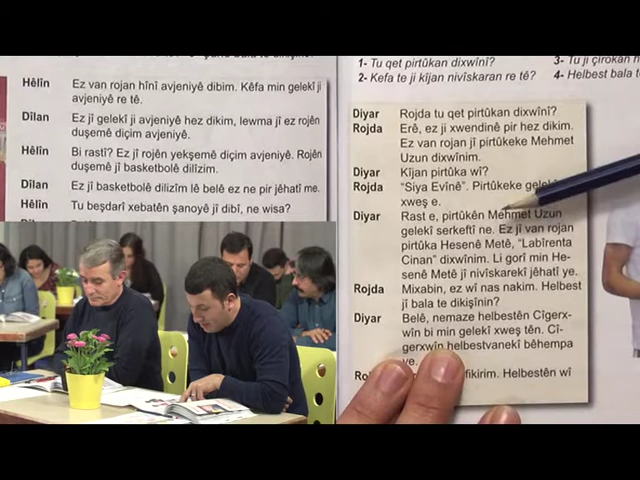 Hêlîn Ez van rojan hînî avjeniyê dibim. Kêfa min gelekî ji
avjeniyê re tê.
Dîlan Ez jî gelekî ji avjeniyê hez dikim, lewma jî ez rojên
duşemê diçim avjeniyê.
Hêlîn Bi rastî? Ez jî rojên yekşemê diçim avjeniyê. Rojên
duşemê jî basketbolê dilîzim.
Dîlan Ez jî basketbolê dilîzim lê belê ez ne pir jêhatî me.
Hêlîn Tu beşdarî xebatên şanoyê jî dibî, ne wisa?
1- Tu qet pirtûkan dixwînî?
2- Kefa te ji kîjan nivîskaran re tê?
3- Tu ji çîrokan
4- Helbest bala
Diyar Rojda tu qet pirtûkan dixwînî?
Rojda Erê, ez ji xwendinê pir hez dikim.
Ez van rojan jî pirtûkeke Mehmet
Uzun dixwînim.
Diyar Kîjan pirtûka wî?
Rojda “Siya Evînê”. Pirtûkeke gelekî
xweş e.
Diyar Rast e, pirtûkên Mehmet Uzun
gelekî serkeftî ne. Ez jî van rojan
pirtûka Hesenê Metê, “Labîrenta
Cinan” dixwînim. Li gorî min He-
senê Metê jî nivîskarekî jêhatî ye.
Rojda Mixabin, ez wî nas nakim. Helbest
jî bala te dikişînin?
Diyar Belê, nemaze helbestên Cîgerx-
wîn bi min gelekî xweş tên. Cî-
gerxwîn helbestvanekî bêhempa
ye.
fikirim. Helbestên wî